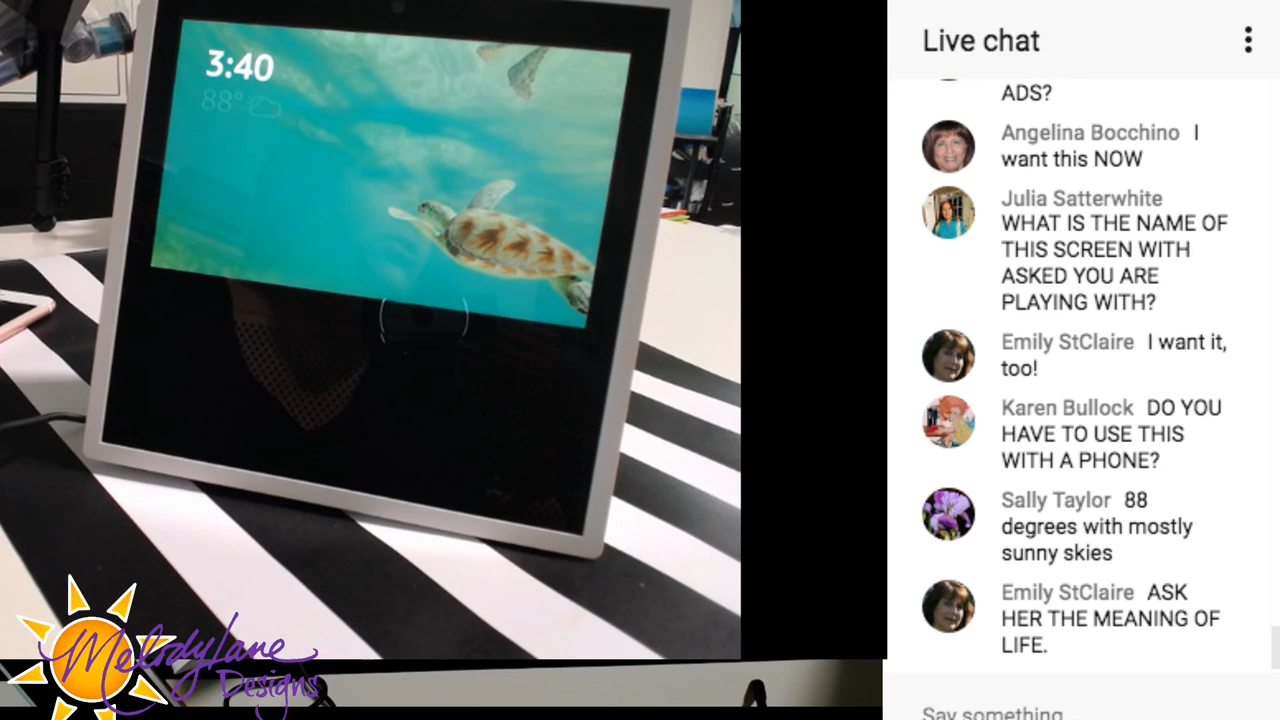 3:40
88°
Melody Lane
Designs
Live chat
ADS?
Angelina Bocchino I
want this NOW
Julia Satterwhite
WHAT IS THE NAME OF
THIS SCREEN WITH
ASKED YOU ARE
PLAYING WITH?
Emily StClaire I want it,
too!
Karen Bullock DO YOU
HAVE TO USE THIS
WITH A PHONE?
Sally Taylor 88
degrees with mostly
sunny skies
Emily StClaire ASK
HER THE MEANING OF
LIFE.
Say something